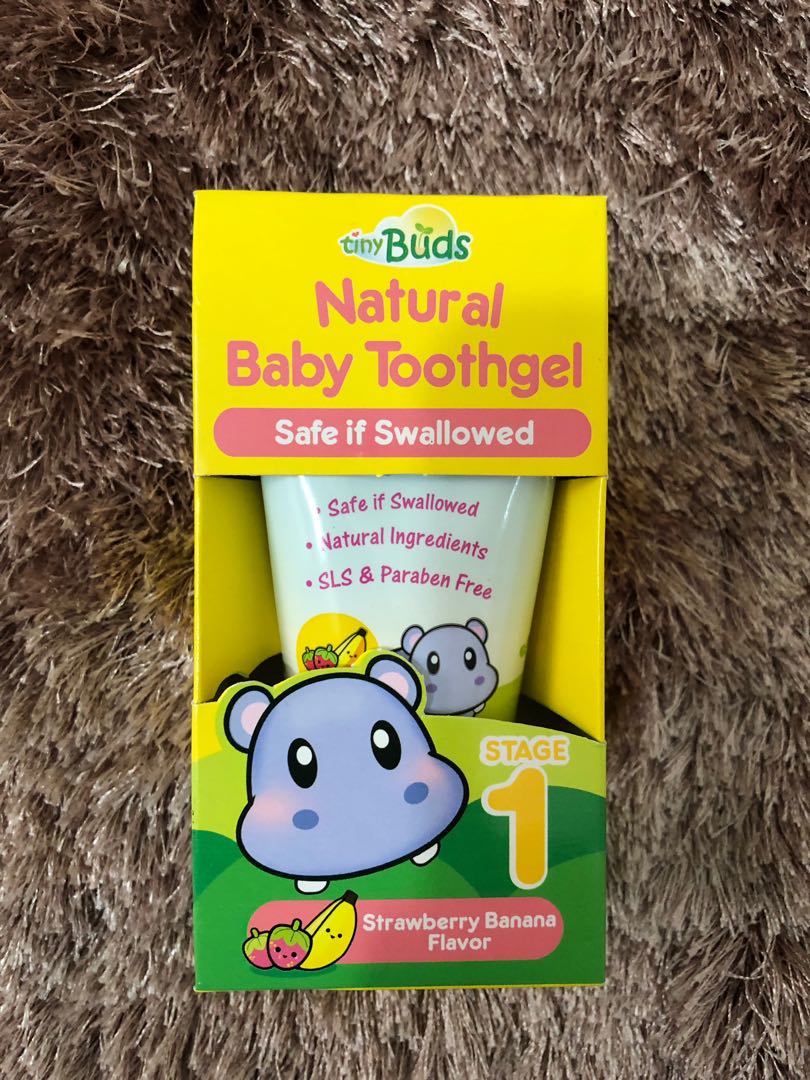 tiny Buds
Natural
Baby Toothgel
Safe if Swallowed
• Safe if Swallowed
• Natural Ingredients
• SLS & Paraben Free
STAGE
1
Strawberry Banana
Flavor